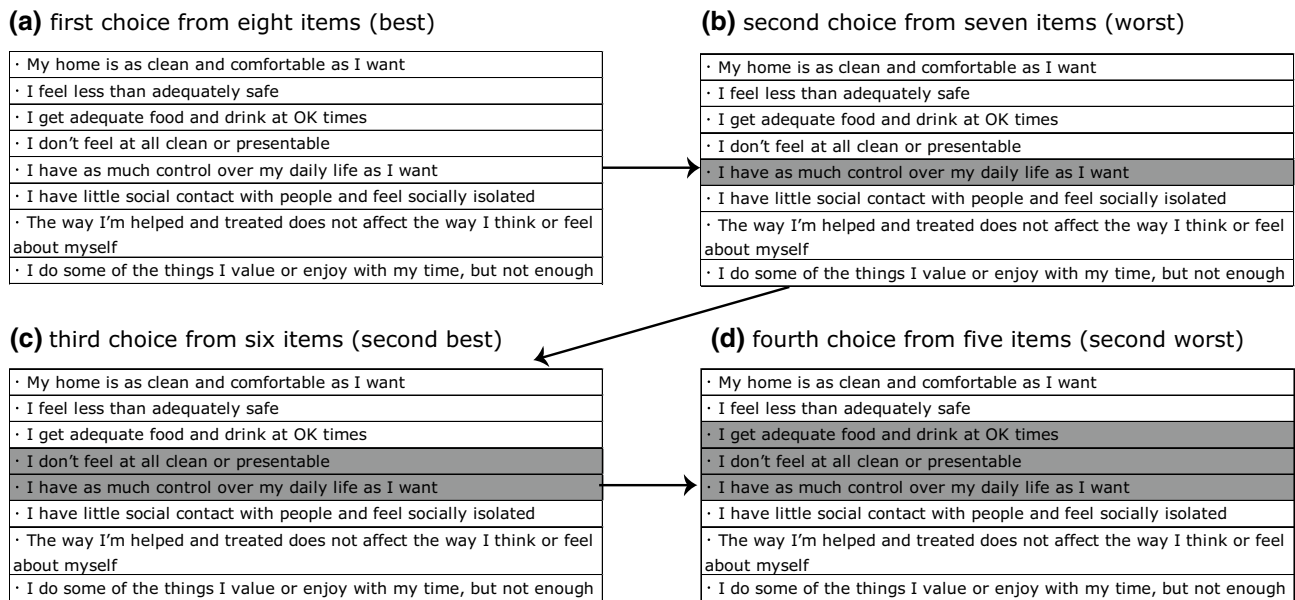 (a) first choice from eight items (best)
· My home is as clean and comfortable as I want
· I feel less than adequately safe
· I get adequate food and drink at OK times
· I don't feel at all clean or presentable
· I have as much control over my daily life as I want
· I have little social contact with people and feel socially isolated
· The way I'm helped and treated does not affect the way I think or feel
about myself
· I do some of the things I value or enjoy with my time, but not enough
(b) second choice from seven items (worst)
· My home is as clean and comfortable as I want
· I feel less than adequately safe
· I get adequate food and drink at OK times
· I don't feel at all clean or presentable
· I have as much control over my daily life as I want
· I have little social contact with people and feel socially isolated
· The way I'm helped and treated does not affect the way I think or feel
about myself
· I do some of the things I value or enjoy with my time, but not enough
(c) third choice from six items (second best)
· My home is as clean and comfortable as I want
· I feel less than adequately safe
· I get adequate food and drink at OK times
· I don't feel at all clean or presentable
· I have as much control over my daily life as I want
· I have little social contact with people and feel socially isolated
· The way I'm helped and treated does not affect the way I think or feel
about myself
· I do some of the things I value or enjoy with my time, but not enough
(d) fourth choice from five items (second worst)
· My home is as clean and comfortable as I want
· I feel less than adequately safe
· I get adequate food and drink at OK times
· I don't feel at all clean or presentable
· I have as much control over my daily life as I want
· I have little social contact with people and feel socially isolated
· The way I'm helped and treated does not affect the way I think or feel
about myself
· I do some of the things I value or enjoy with my time, but not enough